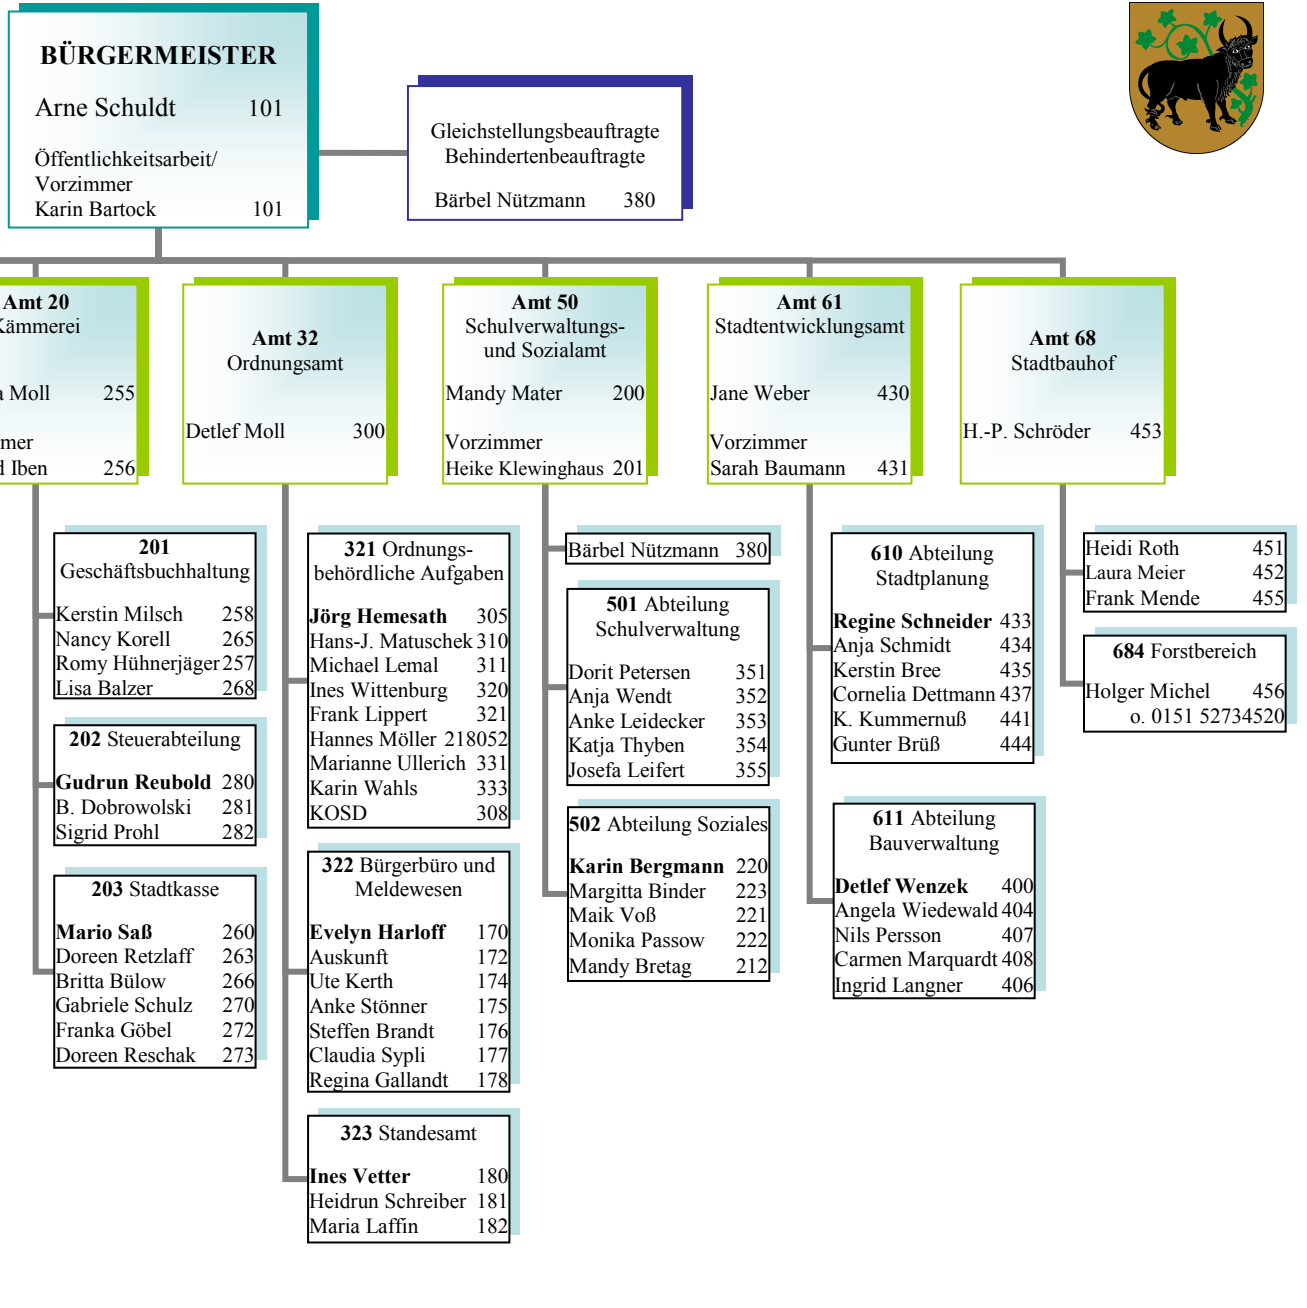 BÜRGERMEISTER
Arne Schuldt 101
Öffentlichkeitsarbeit/
Vorzimmer
Karin Bartock 101
Gleichstellungsbeauftragte
Behindertenbeauftragte
Bärbel Nützmann 380
Amt 20
Kämmerei
Moll 255
Iben 256
201
Geschäftsbuchhaltung
Kerstin Milsch 258
Nancy Korell 265
Romy Hühnerjäger 257
Lisa Balzer 268
202 Steuerabteilung
Gudrun Reubold 280
B. Dobrowolski 281
Sigrid Prohl 282
203 Stadtkasse
Mario Saß 260
Doreen Retzlaff 263
Britta Bülow 266
Gabriele Schulz 270
Franka Göbel 272
Doreen Reschak 273
Amt 32
Ordnungsamt
Detlef Moll 300
321 Ordnungs-
behördliche Aufgaben
Jörg Hemesath 305
Hans-J. Matuschek 310
Michael Lemal 311
Ines Wittenburg 320
Frank Lippert 321
Hannes Möller 218052
Marianne Ullerich 331
Karin Wahls 333
KOSD 308
322 Bürgerbüro und
Meldewesen
Evelyn Harloff 170
Auskunft 172
Ute Kerth 174
Anke Stönner 175
Steffen Brandt 176
Claudia Sypli 177
Regina Gallandt 178
323 Standesamt
Ines Vetter 180
Heidrun Schreiber 181
Maria Laffin 182
Amt 50
Schulverwaltungs-
und Sozialamt
Mandy Mater 200
Vorzimmer
Heike Klewinghaus 201
Bärbel Nützmann 380
501 Abteilung
Schulverwaltung
Dorit Petersen 351
Anja Wendt 352
Anke Leidecker 353
Katja Thyben 354
Josefa Leifert 355
502 Abteilung Soziales
Karin Bergmann 220
Margitta Binder 223
Maik Voß 221
Monika Passow 222
Mandy Bretag 212
Amt 61
Stadtentwicklungsamt
Jane Weber 430
Vorzimmer
Sarah Baumann 431
610 Abteilung
Stadtplanung
Regine Schneider 433
Anja Schmidt 434
Kerstin Bree 435
Cornelia Dettmann 437
K. Kummernuß 441
Gunter Brüß 444
611 Abteilung
Bauverwaltung
Detlef Wenzek 400
Angela Wiedewald 404
Nils Persson 407
Carmen Marquardt 408
Ingrid Langner 406
Amt 68
Stadtbauhof
H.-P. Schröder 453
Heidi Roth 451
Laura Meier 452
Frank Mende 455
684 Forstbereich
Holger Michel 456
o. 0151 52734520